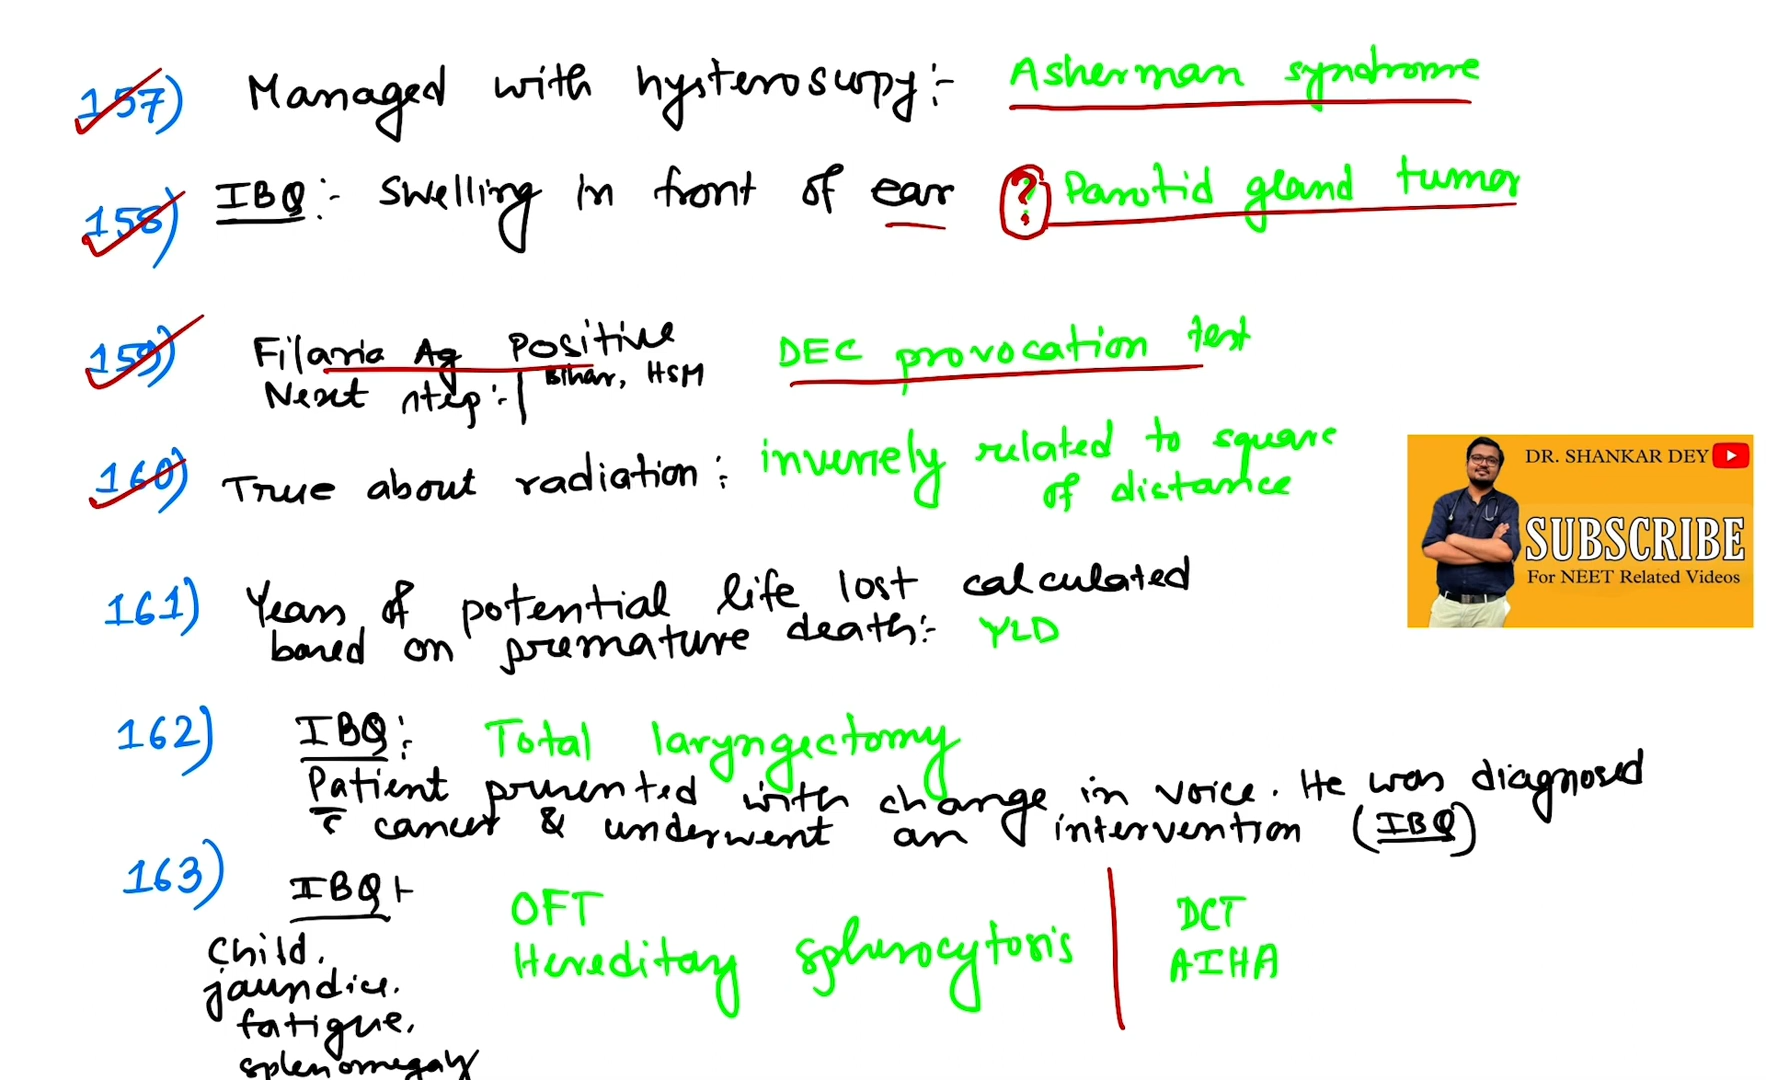 157) Managed with hysteroscopy:- Asherman syndrome
158) IBQ:- Swelling in front of ear ? Parotid gland tumor
159) Filaria Ag Positive DEC provocation test
Next step:- | Bihar, HSM
160) True about radiation: inversely related to square
of distance
DR. SHANKAR DEY
SUBSCRIBE
For NEET Related Videos
161) Years of potential life lost calculated
based on premature death:- YLD
162) IBQ: Total laryngectomy
Patient presented with change in voice. He was diagnosed
c̄ cancer & underwent an intervention (IBQ)
163) IBQ:- OFT DCT
Hereditary spherocytosis AIHA
Child.
jaundice.
fatigue.
splenomegaly